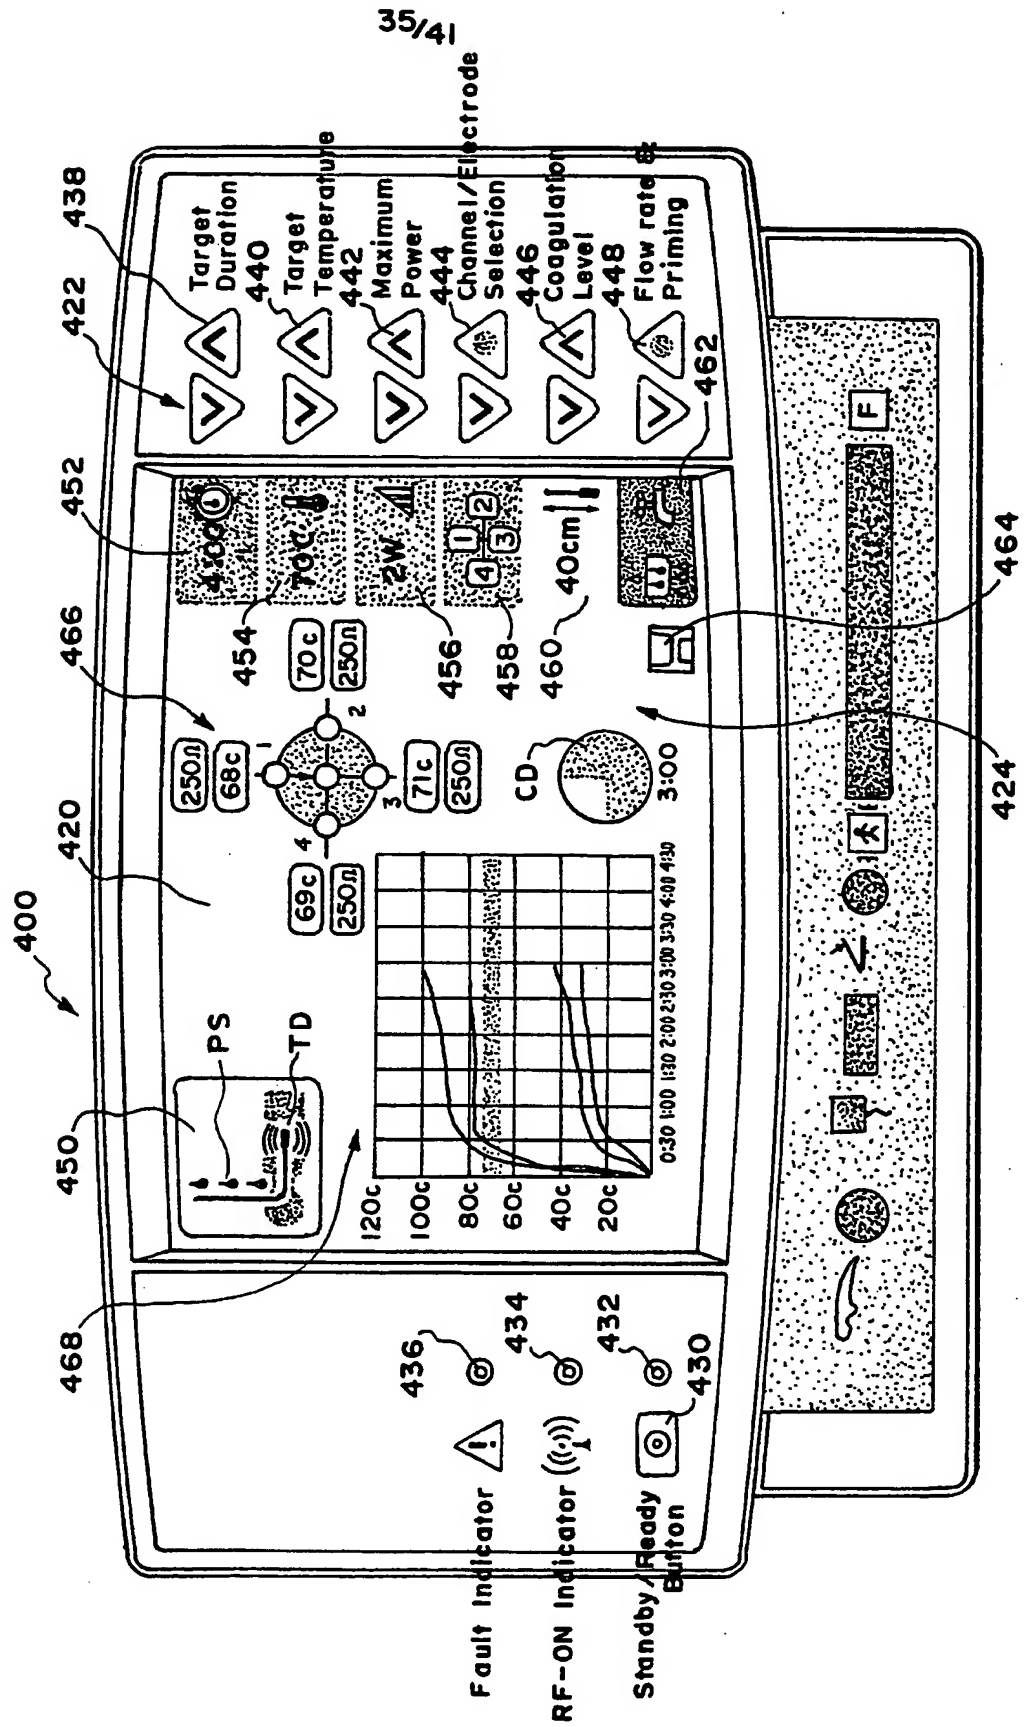 35/41
400
420
466
452
422
438
450
PS
TD
468
436
434
432
430
Fault Indicator
RF-ON Indicator
Standby/Ready
Button
120c
100c
80c
60c
40c
20c
0:30 1:00 1:30 2:00 2:30 3:00 3:30 4:00 4:30
250Ω
68c
1
69c
250Ω
4
2
70c
250Ω
3
71c
250Ω
CD
3:00
454
456
458
460
70C
2W
1
2
3
4
40cm
Target
Duration
440
Target
Temperature
442
Maximum
Power
444
Channel/Electrode
Selection
446
Coagulation
Level
448
Flow rate &
Priming
462
464
424
F